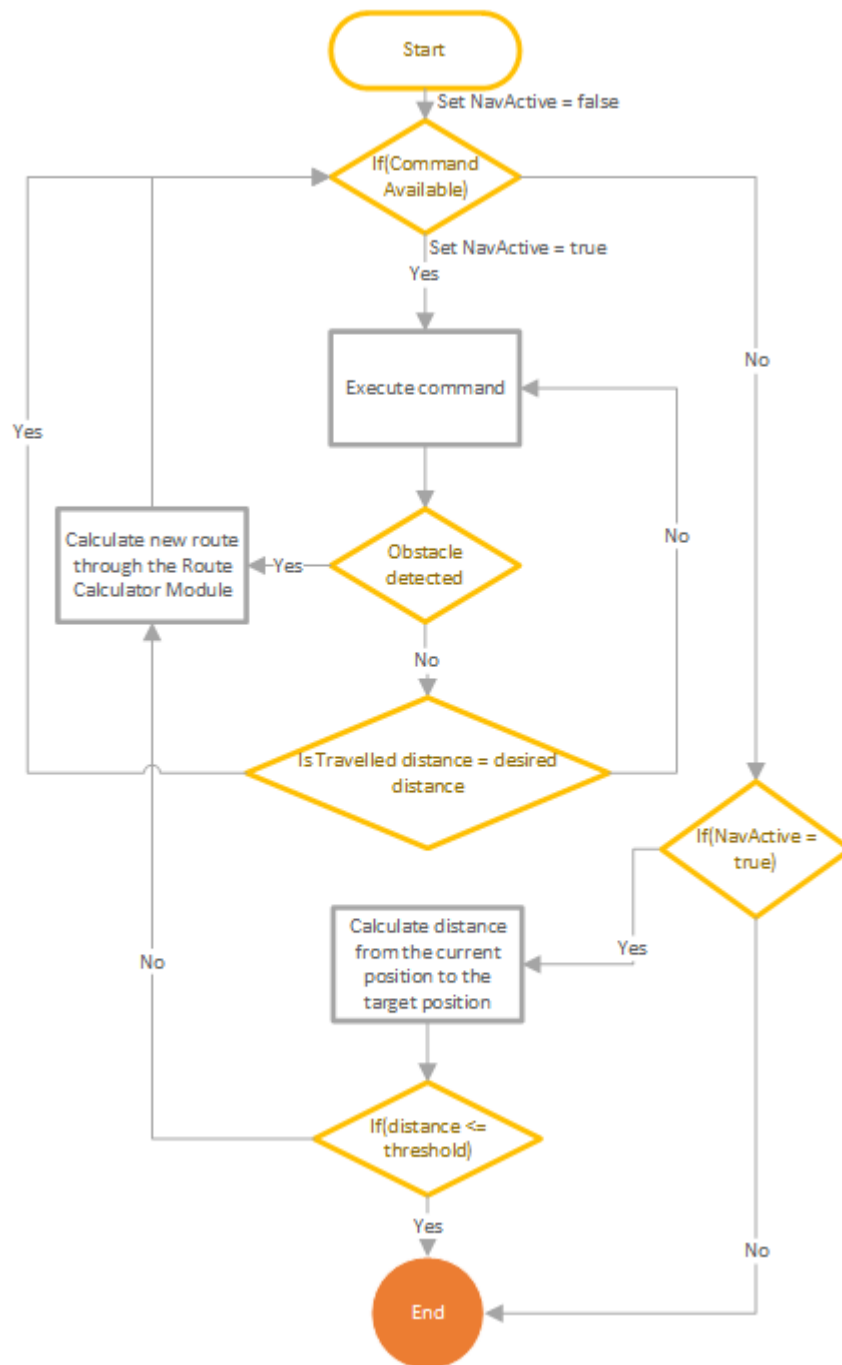 Start
Set NavActive = false
If(Command
Available)
Set NavActive = true
Yes
No
Execute command
Yes
No
Calculate new route
through the Route
Calculator Module
Yes
Obstacle
detected
No
Is Travelled distance = desired
distance
If(NavActive =
true)
Calculate distance
from the current
position to the
target position
Yes
No
If(distance <=
threshold)
Yes
No
End